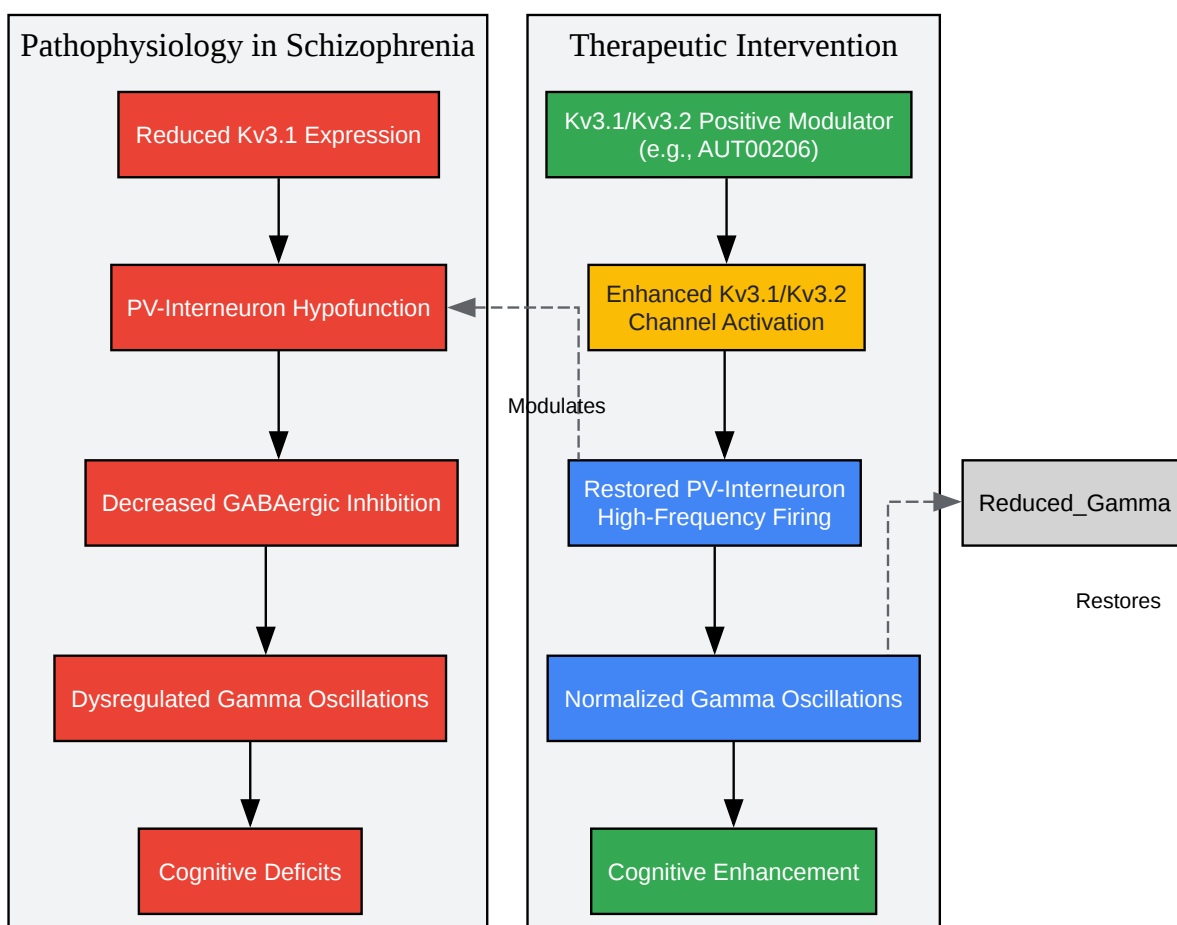 Pathophysiology in Schizophrenia
Reduced Kv3.1 Expression
PV-Interneuron Hypofunction
Decreased GABAergic Inhibition
Dysregulated Gamma Oscillations
Cognitive Deficits
Therapeutic Intervention
Kv3.1/Kv3.2 Positive Modulator
(e.g., AUT00206)
Enhanced Kv3.1/Kv3.2
Channel Activation
Modulates
Restored PV-Interneuron
High-Frequency Firing
Normalized Gamma Oscillations
Cognitive Enhancement
Reduced_Gamma
Restores